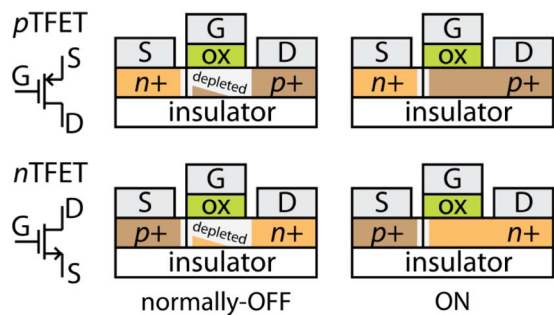 pTFET
G
S
D
G
S
ox
D
n+
depleted
p+
insulator
G
S
ox
D
n+
p+
insulator
nTFET
G
D
S
G
S
ox
D
p+
depleted
n+
insulator
G
S
ox
D
p+
n+
insulator
normally-OFF
ON